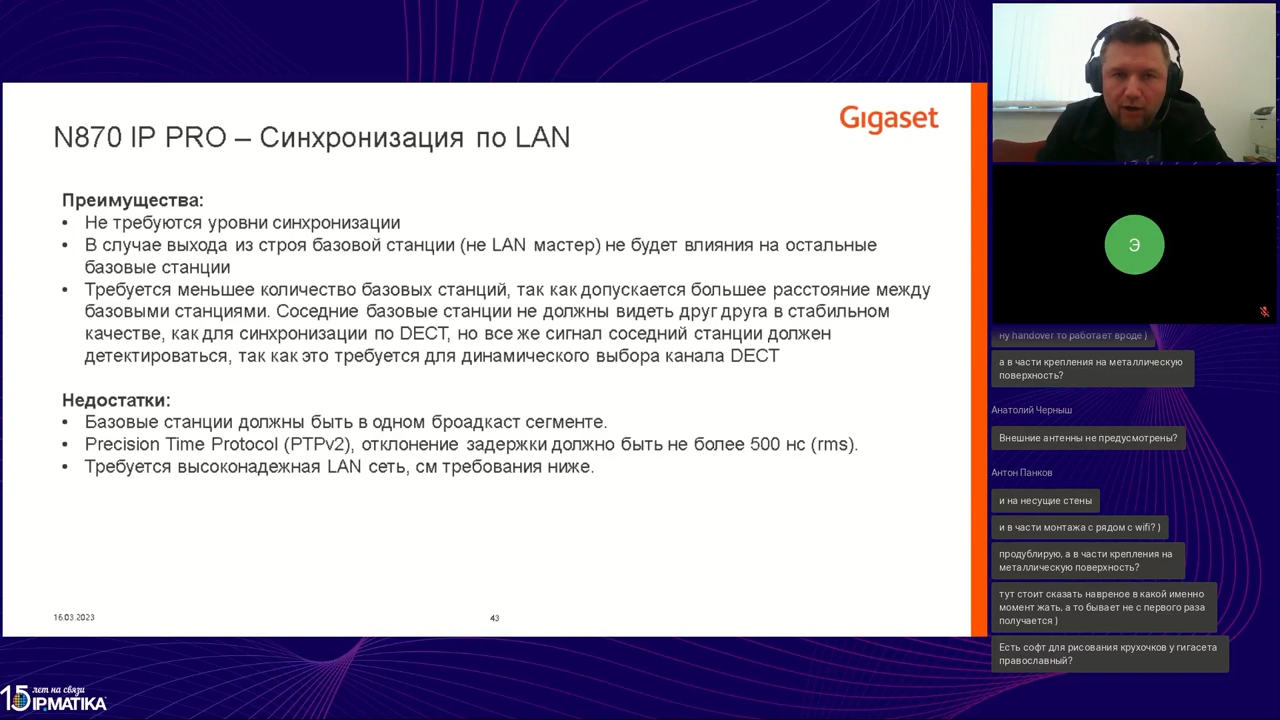 Gigaset
N870 IP PRO – Синхронизация по LAN
Преимущества:
• Не требуются уровни синхронизации
• В случае выхода из строя базовой станции (не LAN мастер) не будет влияния на остальные
базовые станции
• Требуется меньшее количество базовых станций, так как допускается большее расстояние между
базовыми станциями. Соседние базовые станции не должны видеть друг друга в стабильном
качестве, как для синхронизации по DECT, но все же сигнал соседний станции должен
детектироваться, так как это требуется для динамического выбора канала DECT
Недостатки:
• Базовые станции должны быть в одном броадкаст сегменте.
• Precision Time Protocol (PTPv2), отклонение задержки должно быть не более 500 нс (rms).
• Требуется высоконадежная LAN сеть, см требования ниже.
16.03.2023
43
15 лет на связи
IPMATIKA
Э
ну handover то работает вроде )
а в части крепления на металлическую
поверхность?
Анатолий Черныш
Внешние антенны не предусмотрены?
Антон Панков
и на несущие стены
и в части монтажа с рядом с wifi? )
продублирую, а в части крепления на
металлическую поверхность?
тут стоит сказать навреное в какой именно
момент жать, а то бывает не с первого раза
получается )
Есть софт для рисования крухочков у гигасета
православный?